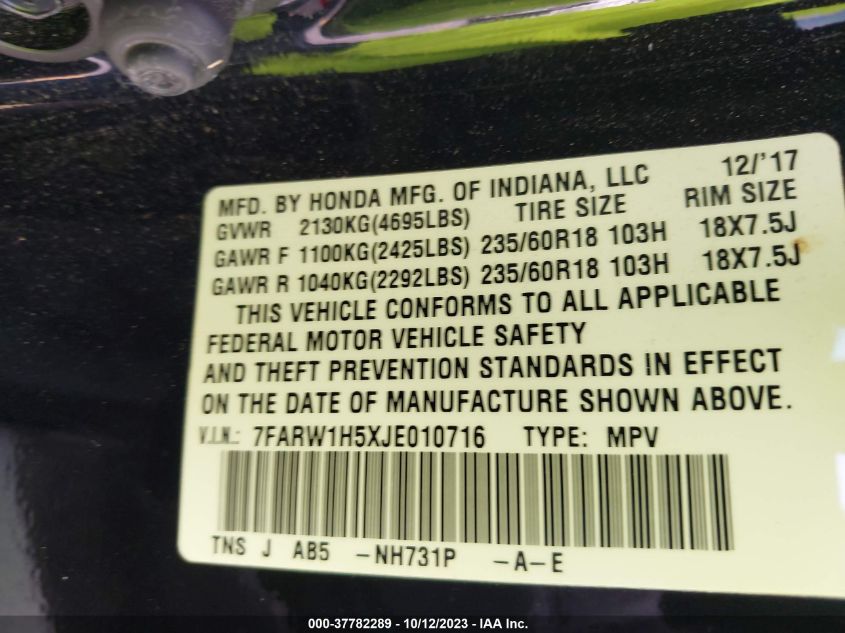 MFD. BY HONDA MFG. OF INDIANA, LLC 12/'17
GVWR 2130KG(4695LBS) TIRE SIZE RIM SIZE
GAWR F 1100KG(2425LBS) 235/60R18 103H 18X7.5J
GAWR R 1040KG(2292LBS) 235/60R18 103H 18X7.5J
THIS VEHICLE CONFORMS TO ALL APPLICABLE
FEDERAL MOTOR VEHICLE SAFETY
AND THEFT PREVENTION STANDARDS IN EFFECT
ON THE DATE OF MANUFACTURE SHOWN ABOVE.
V.I.N.: 7FARW1H5XJE010716 TYPE: MPV
TNS J AB5 -NH731P -A-E
000-37782289 - 10/12/2023 - IAA Inc.